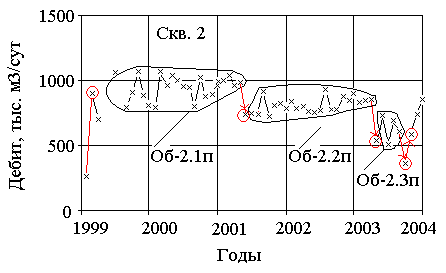 Дебит, тыс. м3/сут
1500
1000
500
0
Скв. 2
Об-2.1п
Об-2.2п
Об-2.3п
1999 2000 2001 2002 2003 2004
Годы